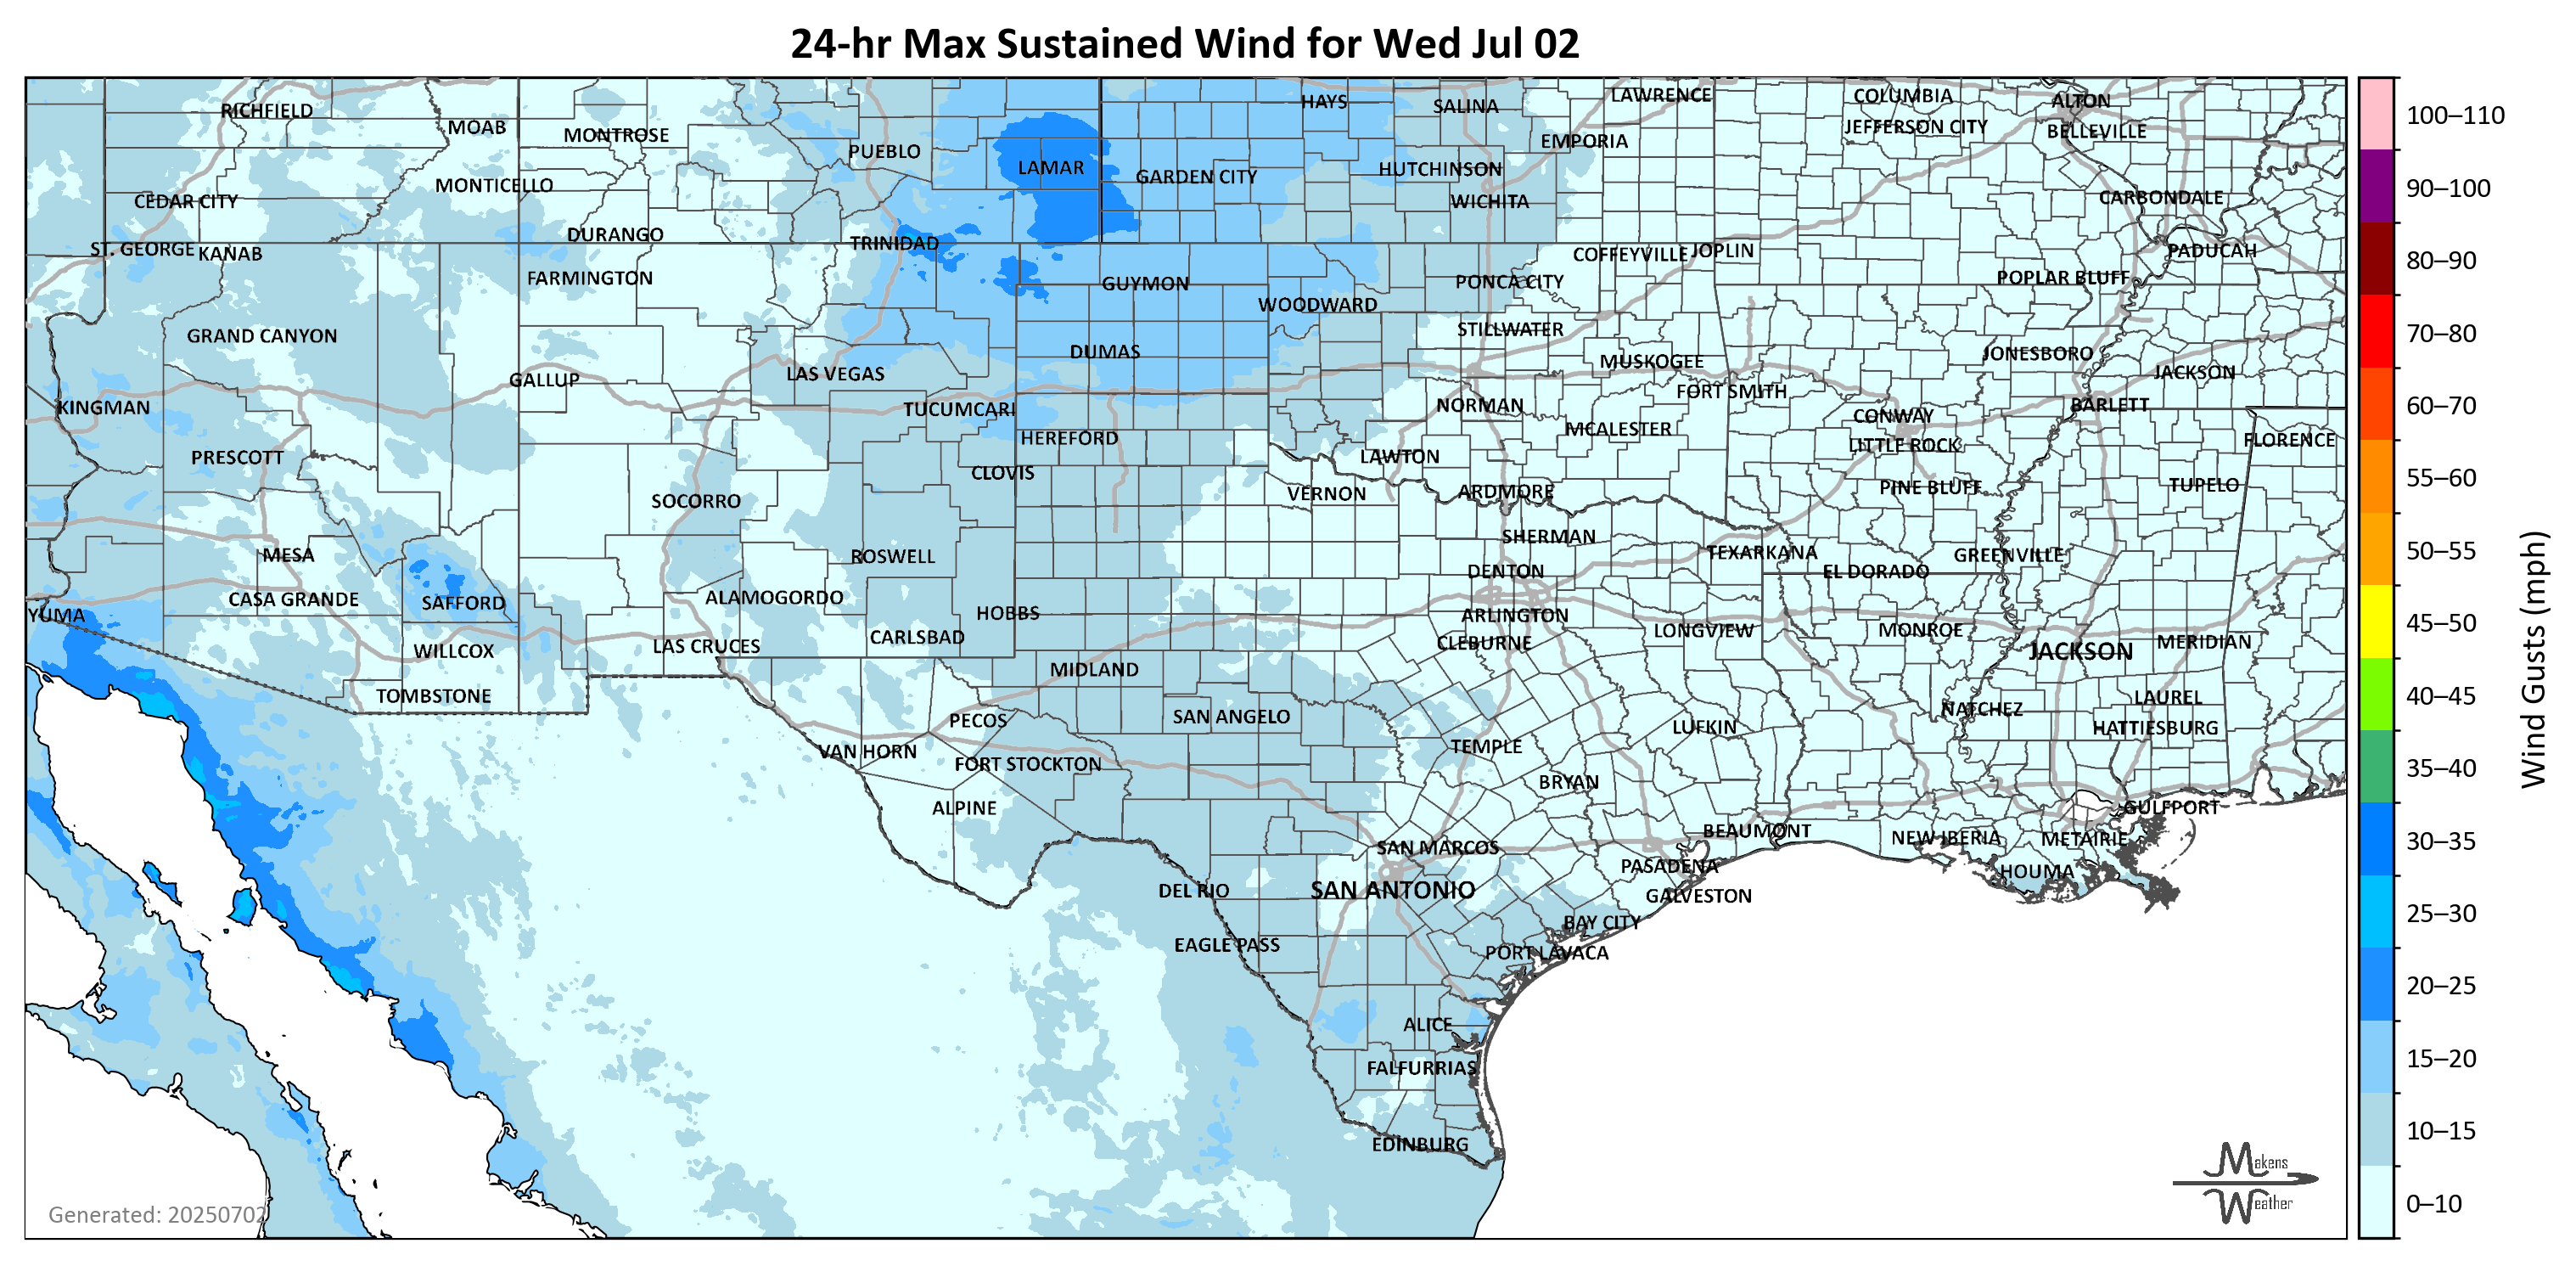 24-hr Max Sustained Wind for Wed Jul 02
RICHFIELD
MOAB
MONTROSE
PUEBLO
LAMAR
HAYS
SALINA
LAWRENCE
EMPORIA
COLUMBIA
JEFFERSON CITY
ALTON
BELLEVILLE
CEDAR CITY
MONTICELLO
GARDEN CITY
HUTCHINSON
WICHITA
CARBONDALE
ST. GEORGE
KANAB
DURANGO
TRINIDAD
COFFEYVILLE
JOPLIN
PADUCAH
FARMINGTON
GUYMON
WOODWARD
PONCA CITY
POPLAR BLUFF
GRAND CANYON
DUMAS
STILLWATER
MUSKOGEE
JONESBORO
GALLUP
LAS VEGAS
FORT SMITH
JACKSON
KINGMAN
TUCUMCARI
NORMAN
CONWAY
BARLETT
HEREFORD
MCALESTER
LITTLE ROCK
FLORENCE
PRESCOTT
CLOVIS
LAWTON
SOCORRO
VERNON
ARDMORE
PINE BLUFF
TUPELO
MESA
ROSWELL
SHERMAN
TEXARKANA
GREENVILLE
CASA GRANDE
SAFFORD
ALAMOGORDO
DENTON
EL DORADO
YUMA
HOBBS
ARLINGTON
WILLCOX
LAS CRUCES
CARLSBAD
CLEBURNE
LONGVIEW
MONROE
JACKSON
MERIDIAN
TOMBSTONE
MIDLAND
LAUREL
PECOS
SAN ANGELO
NATCHEZ
HATTIESBURG
VAN HORN
FORT STOCKTON
TEMPLE
LUFKIN
ALPINE
BRYAN
GULFPORT
SAN MARCOS
BEAUMONT
NEW IBERIA
METAIRIE
DEL RIO
SAN ANTONIO
PASADENA
GALVESTON
HOUMA
EAGLE PASS
BAY CITY
PORT LAVACA
ALICE
FALFURRIAS
EDINBURG
Generated: 20250702
Makens
Weather
100–110
90–100
80–90
70–80
60–70
55–60
50–55
45–50
40–45
35–40
30–35
25–30
20–25
15–20
10–15
0–10
Wind Gusts (mph)